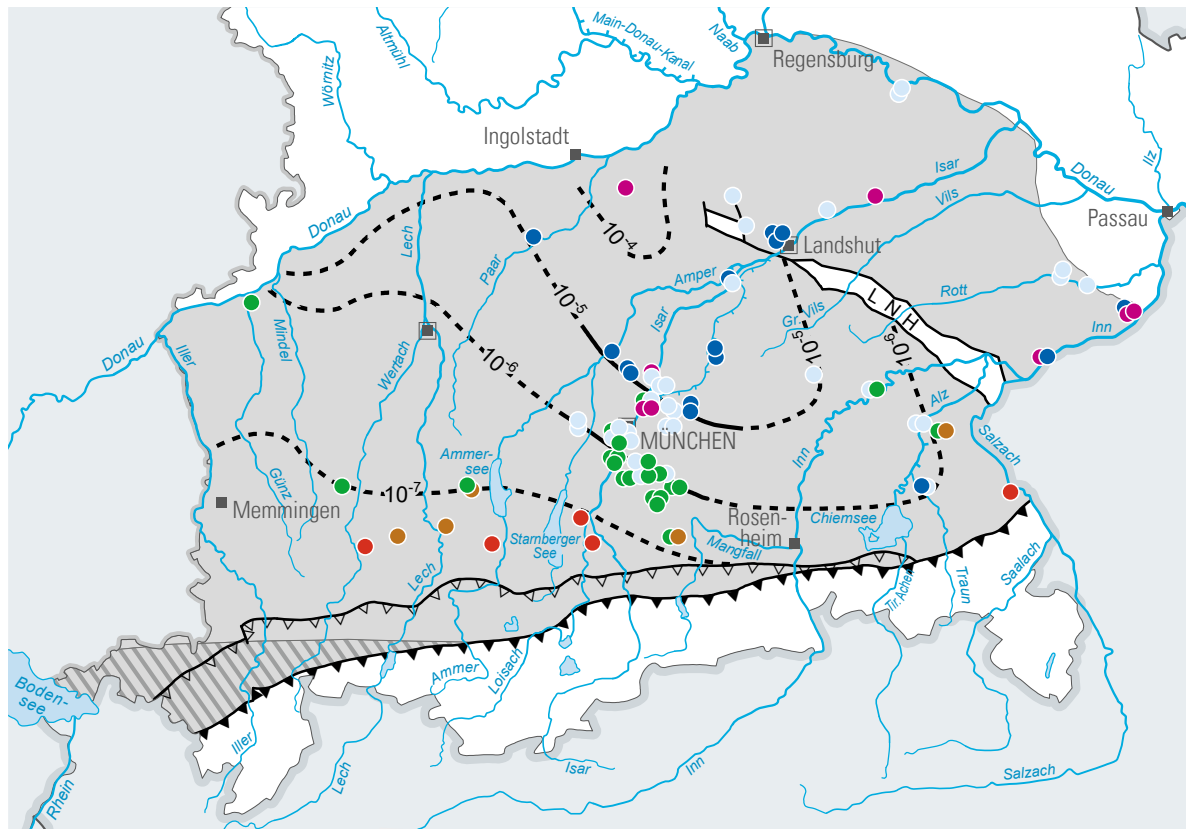 Main-Donau-Kanal
Naab
Altmühl
Wörnitz
Regensburg
Ingolstadt
Isar
Donau
Ilz
Vils
Passau
Donau
Lech
10-4
Landshut
Paar
Amper
10-5
Isar
Gr. Vils
Rott
LNH
Inn
Donau
Iller
Mindel
Wertach
10-6
10-5
10-6
Alz
MÜNCHEN
Salzach
Inn
Ammer-
see
Günz
10-7
Memmingen
Starnberger
See
Rosen-
heim
Chiemsee
Mangfall
Lech
Tir. Achen
Traun
Saalach
Ammer
Loisach
Boden-
see
Iller
Lech
Isar
Inn
Salzach
Rhein